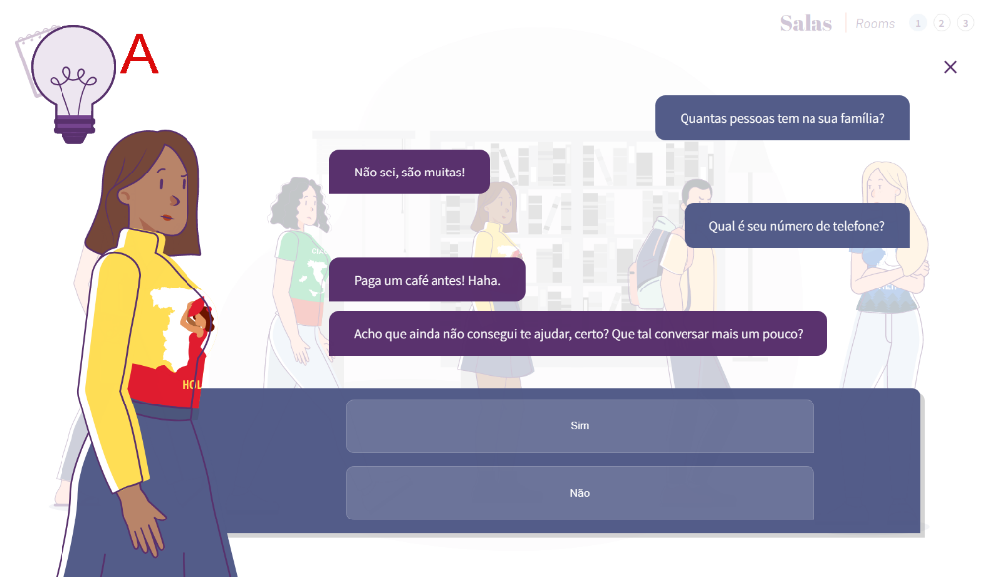 Salas
Rooms
1
2
3
A
Quantas pessoas tem na sua família?
Não sei, são muitas!
Qual é seu número de telefone?
Paga um café antes! Haha.
Acho que ainda não consegui te ajudar, certo? Que tal conversar mais um pouco?
HOL
Sim
Não